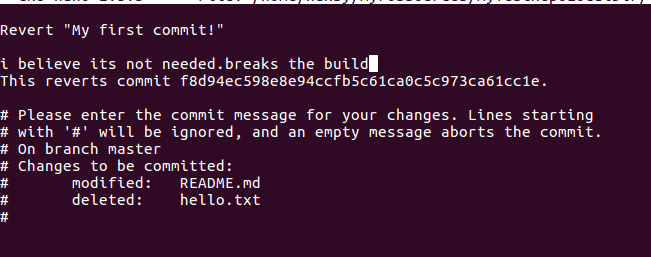 Revert "My first commit!"
i believe its not needed.breaks the build
This reverts commit f8d94ec598e8e94ccfb5c61ca0c5c973ca61cc1e.
# Please enter the commit message for your changes. Lines starting
# with '#' will be ignored, and an empty message aborts the commit.
# On branch master
# Changes to be committed:
#       modified:   README.md
#       deleted:    hello.txt
#